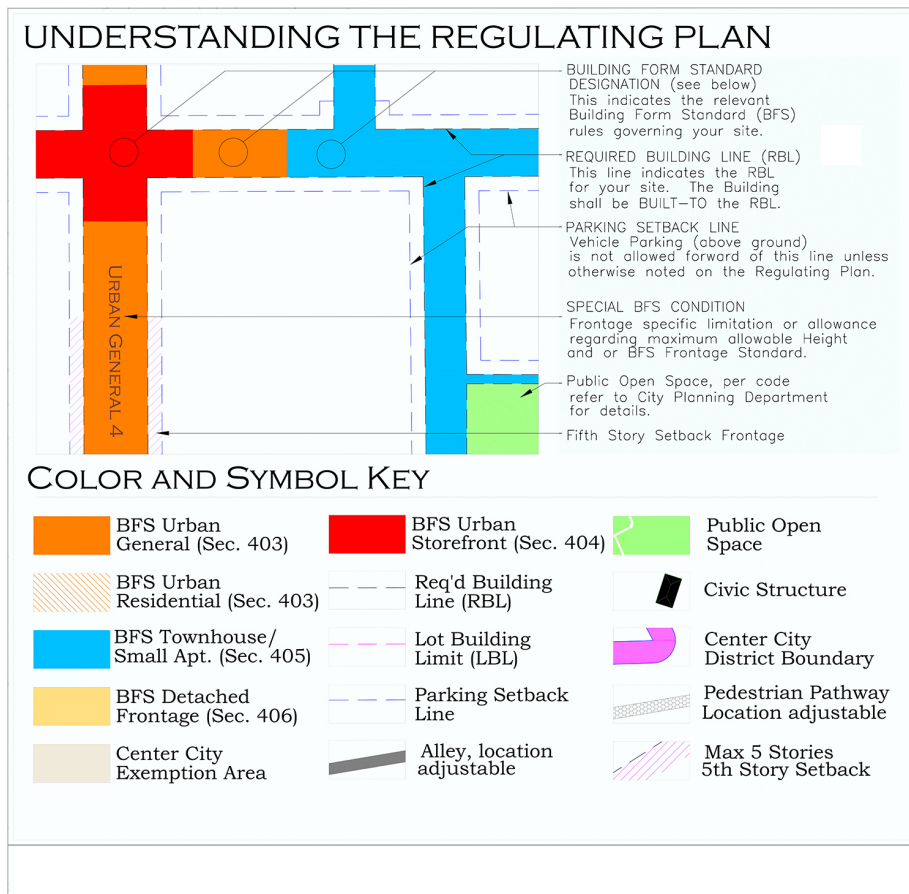 UNDERSTANDING THE REGULATING PLAN
BUILDING FORM STANDARD
DESIGNATION (see below)
This indicates the relevant
Building Form Standard (BFS)
rules governing your site.
REQUIRED BUILDING LINE (RBL)
This line indicates the RBL
for your site. The Building
shall be BUILT-TO the RBL.
PARKING SETBACK LINE
Vehicle Parking (above ground)
is not allowed forward of this line unless
otherwise noted on the Regulating Plan.
URBAN GENERAL 4
SPECIAL BFS CONDITION
Frontage specific limitation or allowance
regarding maximum allowable Height
and or BFS Frontage Standard.
Public Open Space, per code
refer to City Planning Department
for details.
Fifth Story Setback Frontage
COLOR AND SYMBOL KEY
BFS Urban
General (Sec. 403)
BFS Urban
Residential (Sec. 403)
BFS Townhouse/
Small Apt. (Sec. 405)
BFS Detached
Frontage (Sec. 406)
Center City
Exemption Area
BFS Urban
Storefront (Sec. 404)
Req'd Building
Line (RBL)
Lot Building
Limit (LBL)
Parking Setback
Line
Alley, location
adjustable
Public Open
Space
Civic Structure
Center City
District Boundary
Pedestrian Pathway
Location adjustable
Max 5 Stories
5th Story Setback